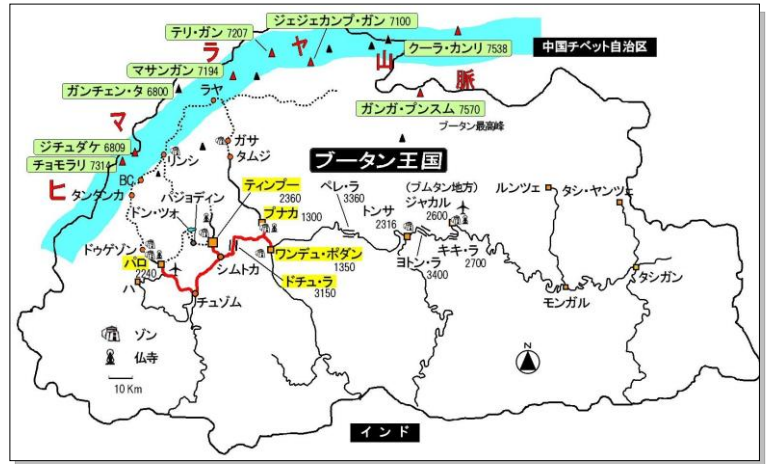 ジェジェカンプ・ガン 7100
テリ・ガン 7207
クーラ・カンリ 7538
中国チベット自治区
マサンガン 7194
ガンチェン・タ 6800
ラヤ
ガンガ・プンスム 7570
ブータン最高峰
ヒマラヤ山脈
ジチュダケ 6809
チョモラリ 7314
リンシ
ガサ
タムジ
ブータン王国
BC
タンタンカ
パジョディン
ドン・ツォ
ティンプー
2360
プナカ 1300
ペレ・ラ
3360
トンサ
2316
(ブムタン地方)
ジャカル
2600
ルンツェ
タシ・ヤンツェ
ドゥゲゾン
パロ
2240
ハ
シムトカ
ワンデュ・ポダン
1350
ドチュ・ラ
3150
ヨトン・ラ
3400
キキ・ラ
2700
モンガル
タシガン
チュゾム
ゾン
仏寺
10 Km
N
インド